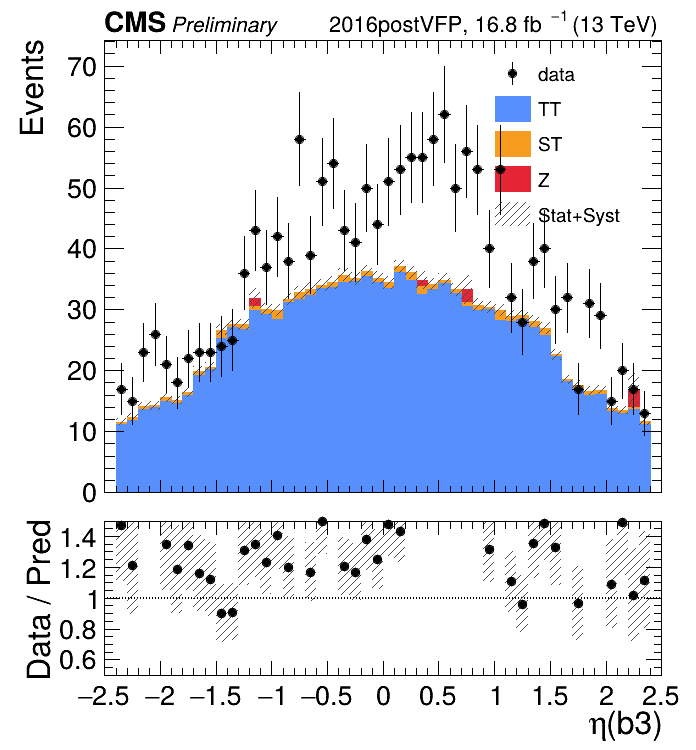 CMS Preliminary 2016postVFP, 16.8 fb ⁻¹ (13 TeV)
Events
70
60
50
40
30
20
10
0
data
TT
ST
Z
Stat+Syst
Data / Pred
1.4
1.2
1
0.8
0.6
−2.5 −2 −1.5 −1 −0.5 0 0.5 1 1.5 2 2.5
η(b3)